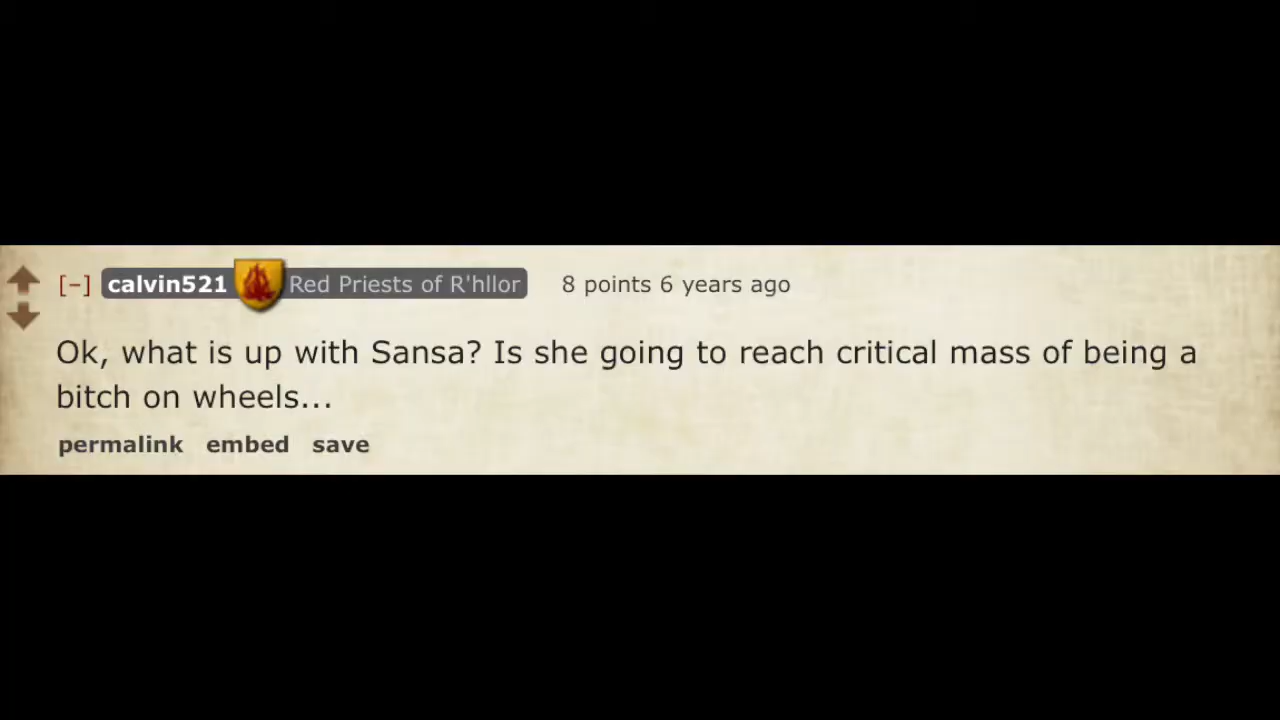 [–] calvin521 Red Priests of R'hllor 8 points 6 years ago
Ok, what is up with Sansa? Is she going to reach critical mass of being a
bitch on wheels...
permalink embed save